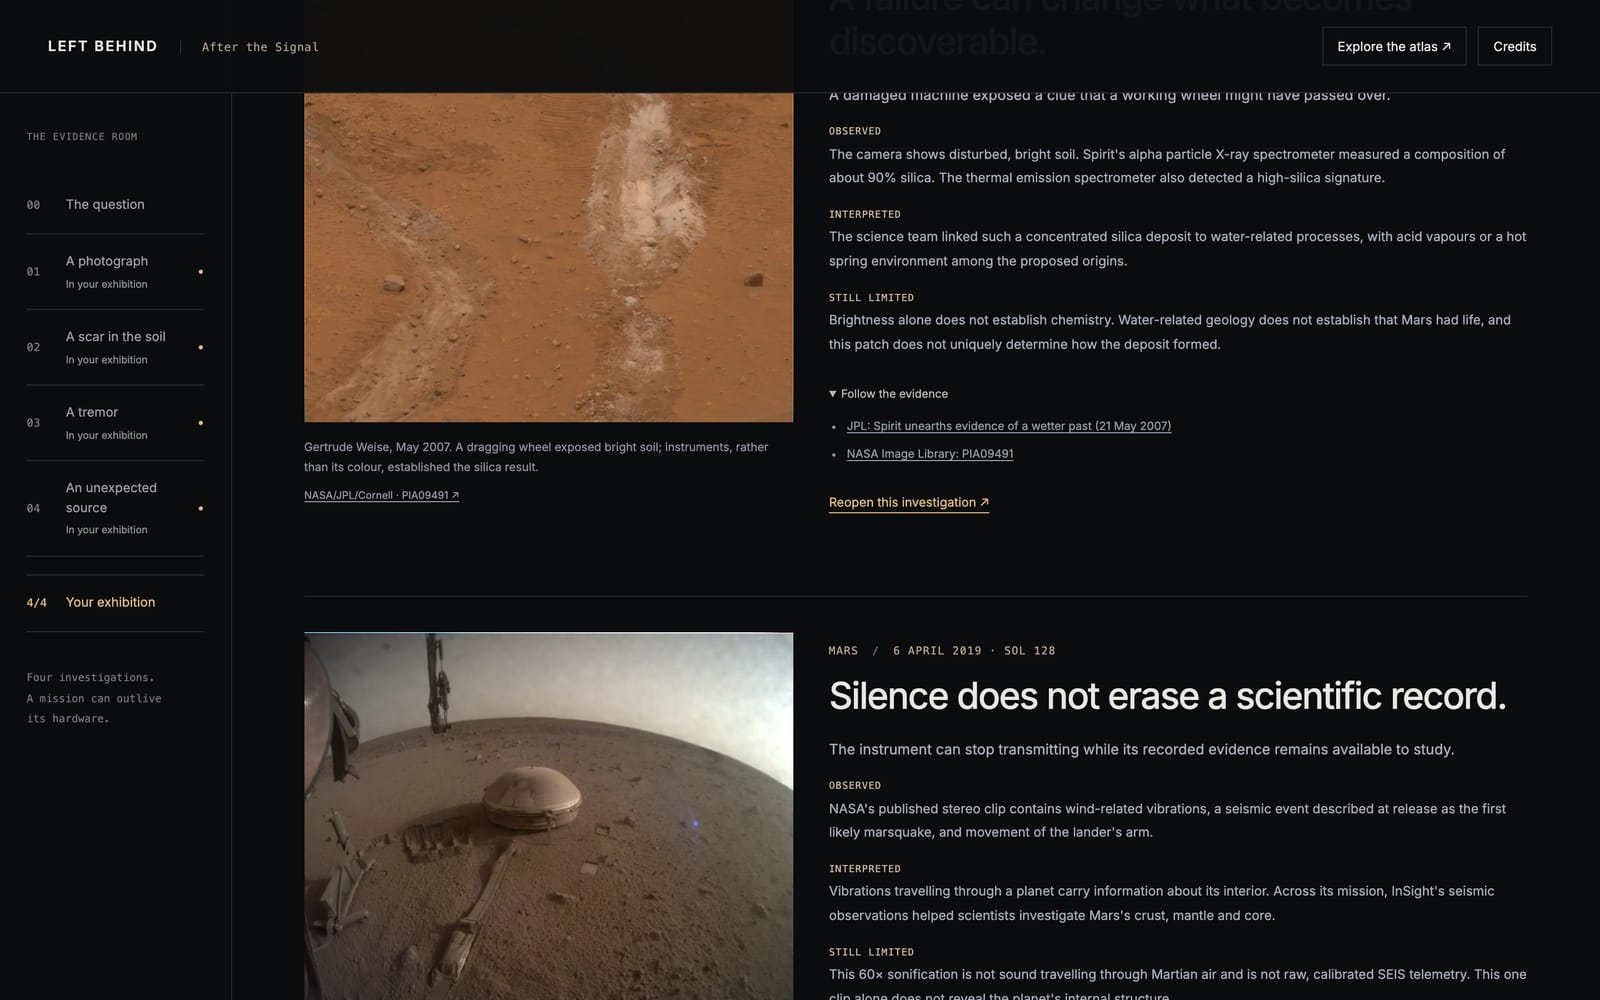 A failure can change what becomes
discoverable.
LEFT BEHIND
After the Signal
Explore the atlas ↗
Credits
THE EVIDENCE ROOM
00 The question
01 A photograph
In your exhibition
02 A scar in the soil
In your exhibition
03 A tremor
In your exhibition
04 An unexpected
source
In your exhibition
4/4 Your exhibition
Four investigations.
A mission can outlive
its hardware.
Gertrude Weise, May 2007. A dragging wheel exposed bright soil; instruments, rather
than its colour, established the silica result.
NASA/JPL/Cornell · PIA09491 ↗
A damaged machine exposed a clue that a working wheel might have passed over.
OBSERVED
The camera shows disturbed, bright soil. Spirit's alpha particle X-ray spectrometer measured a composition of
about 90% silica. The thermal emission spectrometer also detected a high-silica signature.
INTERPRETED
The science team linked such a concentrated silica deposit to water-related processes, with acid vapours or a hot
spring environment among the proposed origins.
STILL LIMITED
Brightness alone does not establish chemistry. Water-related geology does not establish that Mars had life, and
this patch does not uniquely determine how the deposit formed.
▼ Follow the evidence
• JPL: Spirit unearths evidence of a wetter past (21 May 2007)
• NASA Image Library: PIA09491
Reopen this investigation ↗
MARS / 6 APRIL 2019 · SOL 128
Silence does not erase a scientific record.
The instrument can stop transmitting while its recorded evidence remains available to study.
OBSERVED
NASA's published stereo clip contains wind-related vibrations, a seismic event described at release as the first
likely marsquake, and movement of the lander's arm.
INTERPRETED
Vibrations travelling through a planet carry information about its interior. Across its mission, InSight's seismic
observations helped scientists investigate Mars's crust, mantle and core.
STILL LIMITED
This 60× sonification is not sound travelling through Martian air and is not raw, calibrated SEIS telemetry. This one
clip alone does not reveal the planet's internal structure.